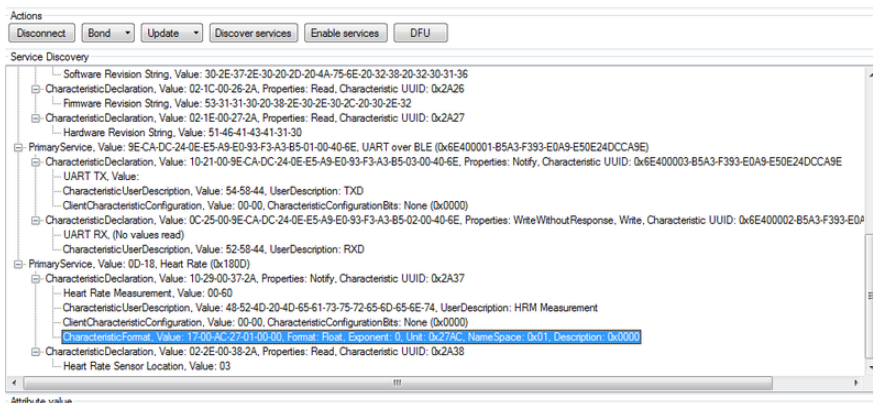 Actions
Disconnect Bond Update Discover services Enable services DFU
Service Discovery
Software Revision String, Value: 30-2E-37-2E-30-20-2D-20-4A-75-6E-20-32-38-20-32-30-31-36
CharacteristicDeclaration, Value: 02-1C-00-26-2A, Properties: Read, Characteristic UUID: 0x2A26
Firmware Revision String, Value: 53-31-31-30-20-38-2E-30-2E-30-2C-20-30-2E-32
CharacteristicDeclaration, Value: 02-1E-00-27-2A, Properties: Read, Characteristic UUID: 0x2A27
Hardware Revision String, Value: 51-46-41-43-41-31-30
PrimaryService, Value: 9E-CA-DC-24-0E-E5-A9-E0-93-F3-A3-B5-01-00-40-6E, UART over BLE (0x6E400001-B5A3-F393-E0A9-E50E24DCCA9E)
CharacteristicDeclaration, Value: 10-21-00-9E-CA-DC-24-0E-E5-A9-E0-93-F3-A3-B5-03-00-40-6E, Properties: Notify, Characteristic UUID: 0x6E400003-B5A3-F393-E0A9-E50E24DCCA9E
UART TX, Value:
CharacteristicUserDescription, Value: 54-58-44, UserDescription: TXD
ClientCharacteristicConfiguration, Value: 00-00, CharacteristicConfigurationBits: None (0x0000)
CharacteristicDeclaration, Value: 0C-25-00-9E-CA-DC-24-0E-E5-A9-E0-93-F3-A3-B5-02-00-40-6E, Properties: WriteWithoutResponse, Write, Characteristic UUID: 0x6E400002-B5A3-F393-E0A
UART RX, (No values read)
CharacteristicUserDescription, Value: 52-58-44, UserDescription: RXD
PrimaryService, Value: 0D-18, Heart Rate (0x180D)
CharacteristicDeclaration, Value: 10-29-00-37-2A, Properties: Notify, Characteristic UUID: 0x2A37
Heart Rate Measurement, Value: 00-60
CharacteristicUserDescription, Value: 48-52-4D-20-4D-65-61-73-75-72-65-6D-65-6E-74, UserDescription: HRM Measurement
ClientCharacteristicConfiguration, Value: 00-00, CharacteristicConfigurationBits: None (0x0000)
CharacteristicFormat, Value: 17-00-AC-27-01-00-00, Format: Float, Exponent: 0, Unit: 0x27AC, NameSpace: 0x01, Description: 0x0000
CharacteristicDeclaration, Value: 02-2E-00-38-2A, Properties: Read, Characteristic UUID: 0x2A38
Heart Rate Sensor Location, Value: 03
Attribute value